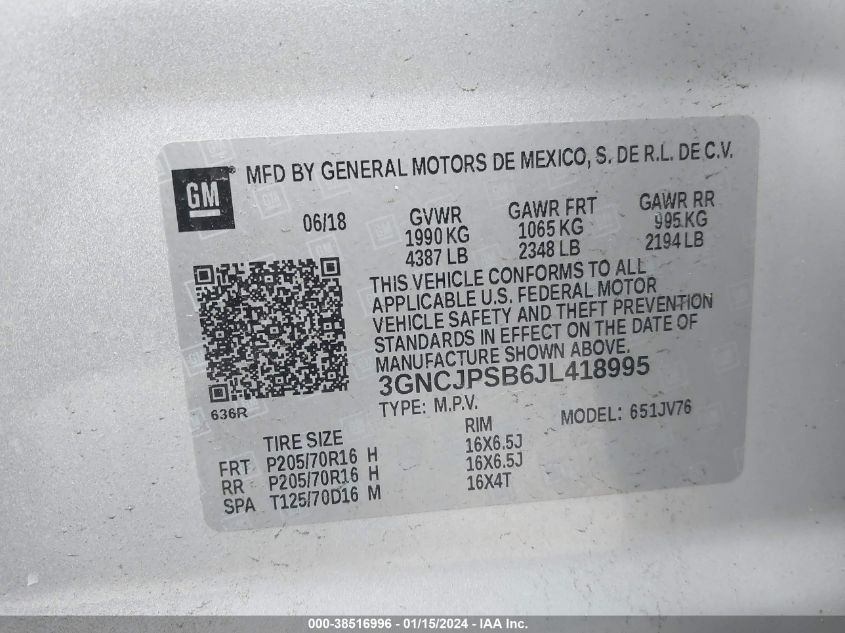 GM ® MFD BY GENERAL MOTORS DE MEXICO, S. DE R.L. DE C.V.
06/18 GVWR GAWR FRT GAWR RR
1990 KG 1065 KG 995 KG
4387 LB 2348 LB 2194 LB
THIS VEHICLE CONFORMS TO ALL
APPLICABLE U.S. FEDERAL MOTOR
VEHICLE SAFETY AND THEFT PREVENTION
STANDARDS IN EFFECT ON THE DATE OF
MANUFACTURE SHOWN ABOVE.
3GNCJPSB6JL418995
636R
TYPE: M.P.V. MODEL: 651JV76
TIRE SIZE RIM
FRT P205/70R16 H 16X6.5J
RR P205/70R16 H 16X6.5J
SPA T125/70D16 M 16X4T
000-38516996 - 01/15/2024 - IAA Inc.